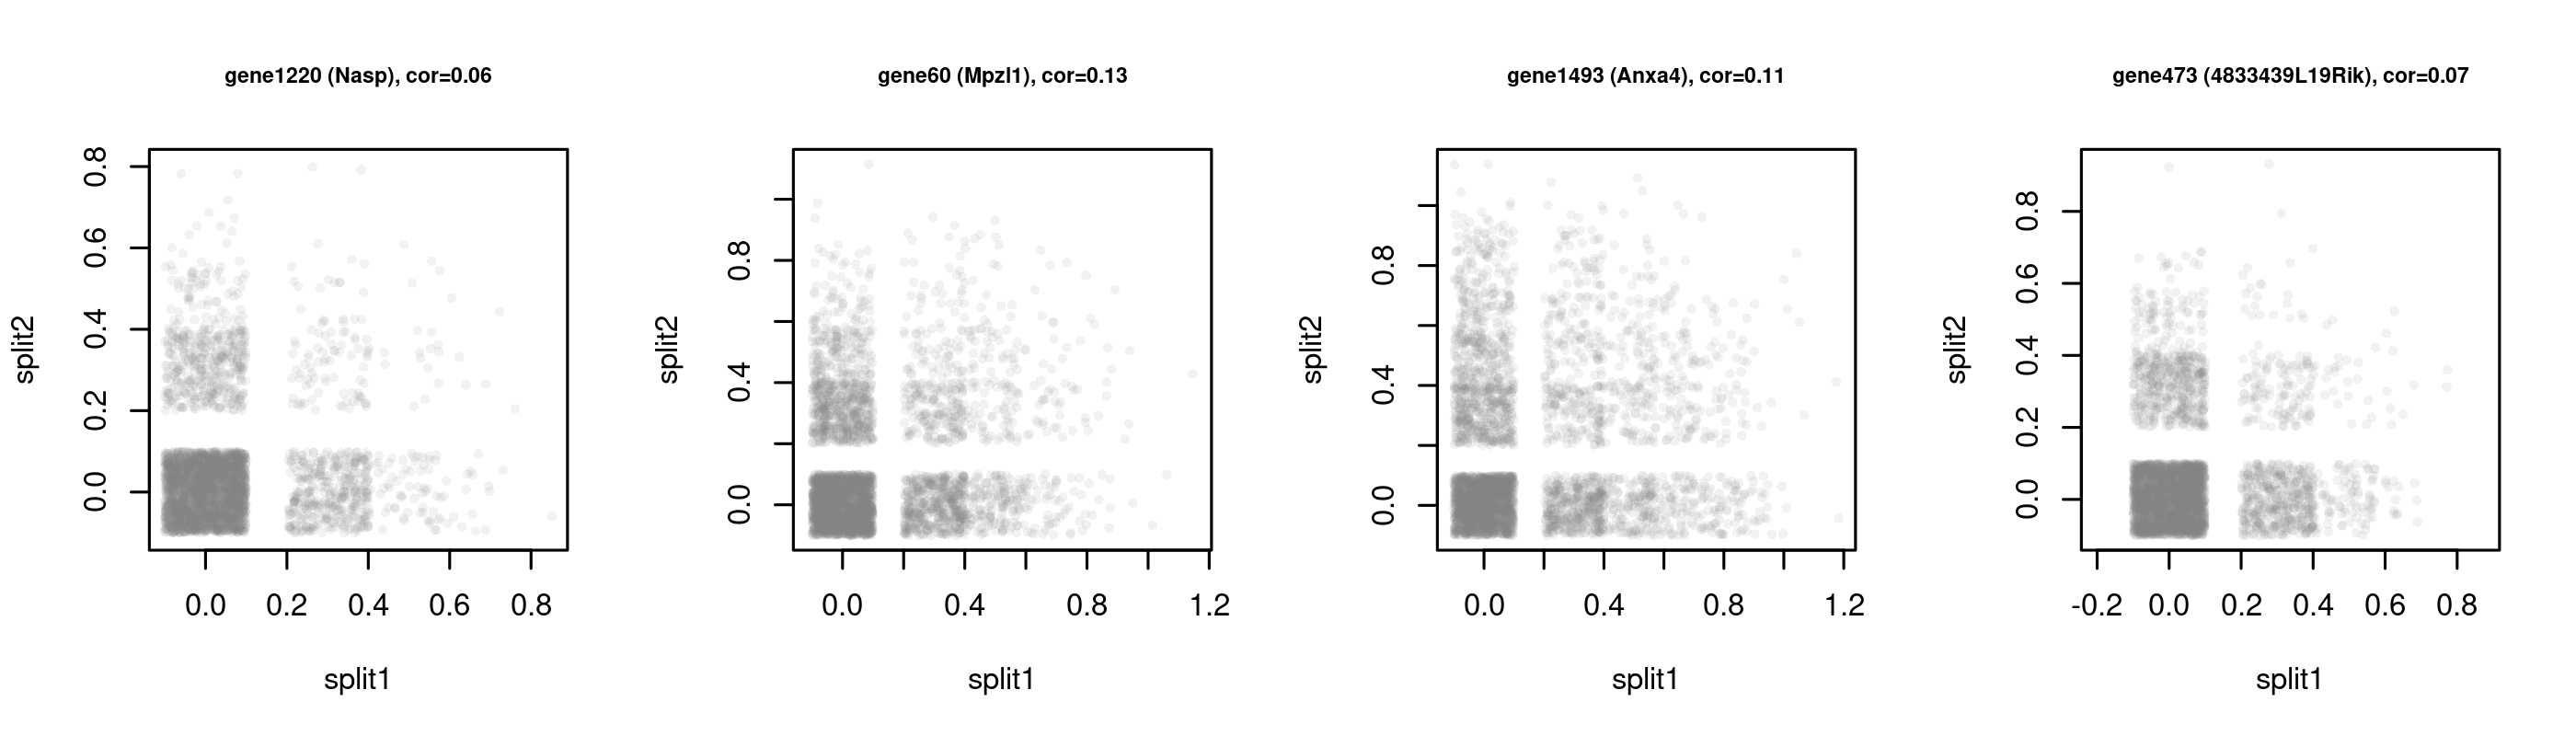 gene1220 (Nasp), cor=0.06
split2
0.8
0.6
0.4
0.2
0.0
0.0 0.2 0.4 0.6 0.8
split1
gene60 (Mpzl1), cor=0.13
split2
0.8
0.4
0.0
0.0 0.4 0.8 1.2
split1
gene1493 (Anxa4), cor=0.11
split2
0.8
0.4
0.0
0.0 0.4 0.8 1.2
split1
gene473 (4833439L19Rik), cor=0.07
split2
0.8
0.6
0.4
0.2
0.0
-0.2 0.0 0.2 0.4 0.6 0.8
split1